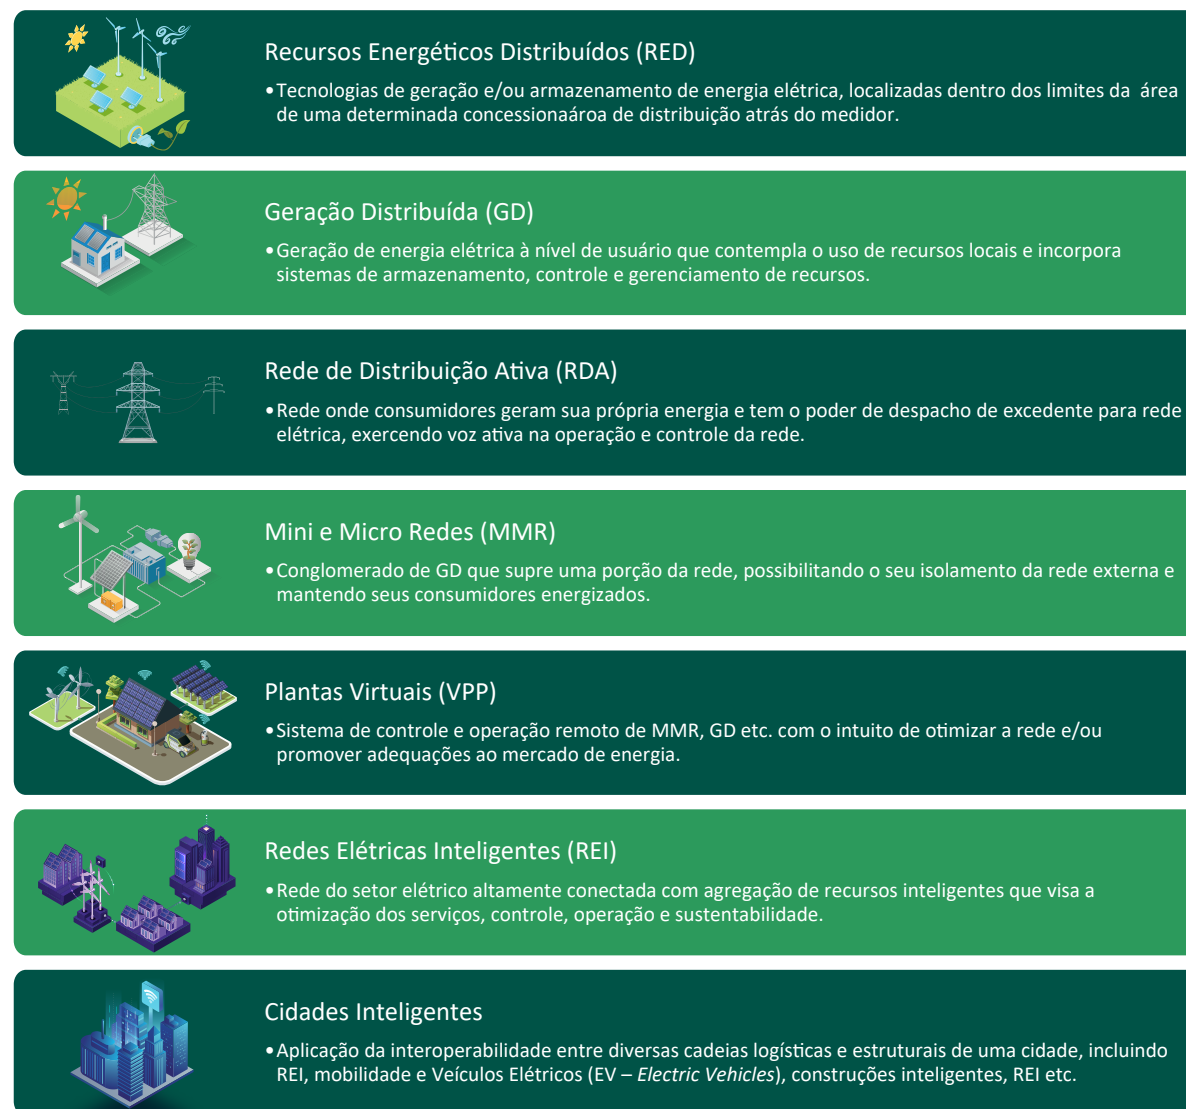 Recursos Energéticos Distribuídos (RED)
•Tecnologias de geração e/ou armazenamento de energia elétrica, localizadas dentro dos limites da área
de uma determinada concessionaároa de distribuição atrás do medidor.
Geração Distribuída (GD)
•Geração de energia elétrica à nível de usuário que contempla o uso de recursos locais e incorpora
sistemas de armazenamento, controle e gerenciamento de recursos.
Rede de Distribuição Ativa (RDA)
•Rede onde consumidores geram sua própria energia e tem o poder de despacho de excedente para rede
elétrica, exercendo voz ativa na operação e controle da rede.
Mini e Micro Redes (MMR)
•Conglomerado de GD que supre uma porção da rede, possibilitando o seu isolamento da rede externa e
mantendo seus consumidores energizados.
Plantas Virtuais (VPP)
•Sistema de controle e operação remoto de MMR, GD etc. com o intuito de otimizar a rede e/ou
promover adequações ao mercado de energia.
Redes Elétricas Inteligentes (REI)
•Rede do setor elétrico altamente conectada com agregação de recursos inteligentes que visa a
otimização dos serviços, controle, operação e sustentabilidade.
Cidades Inteligentes
•Aplicação da interoperabilidade entre diversas cadeias logísticas e estruturais de uma cidade, incluindo
REI, mobilidade e Veículos Elétricos (EV – Electric Vehicles), construções inteligentes, REI etc.